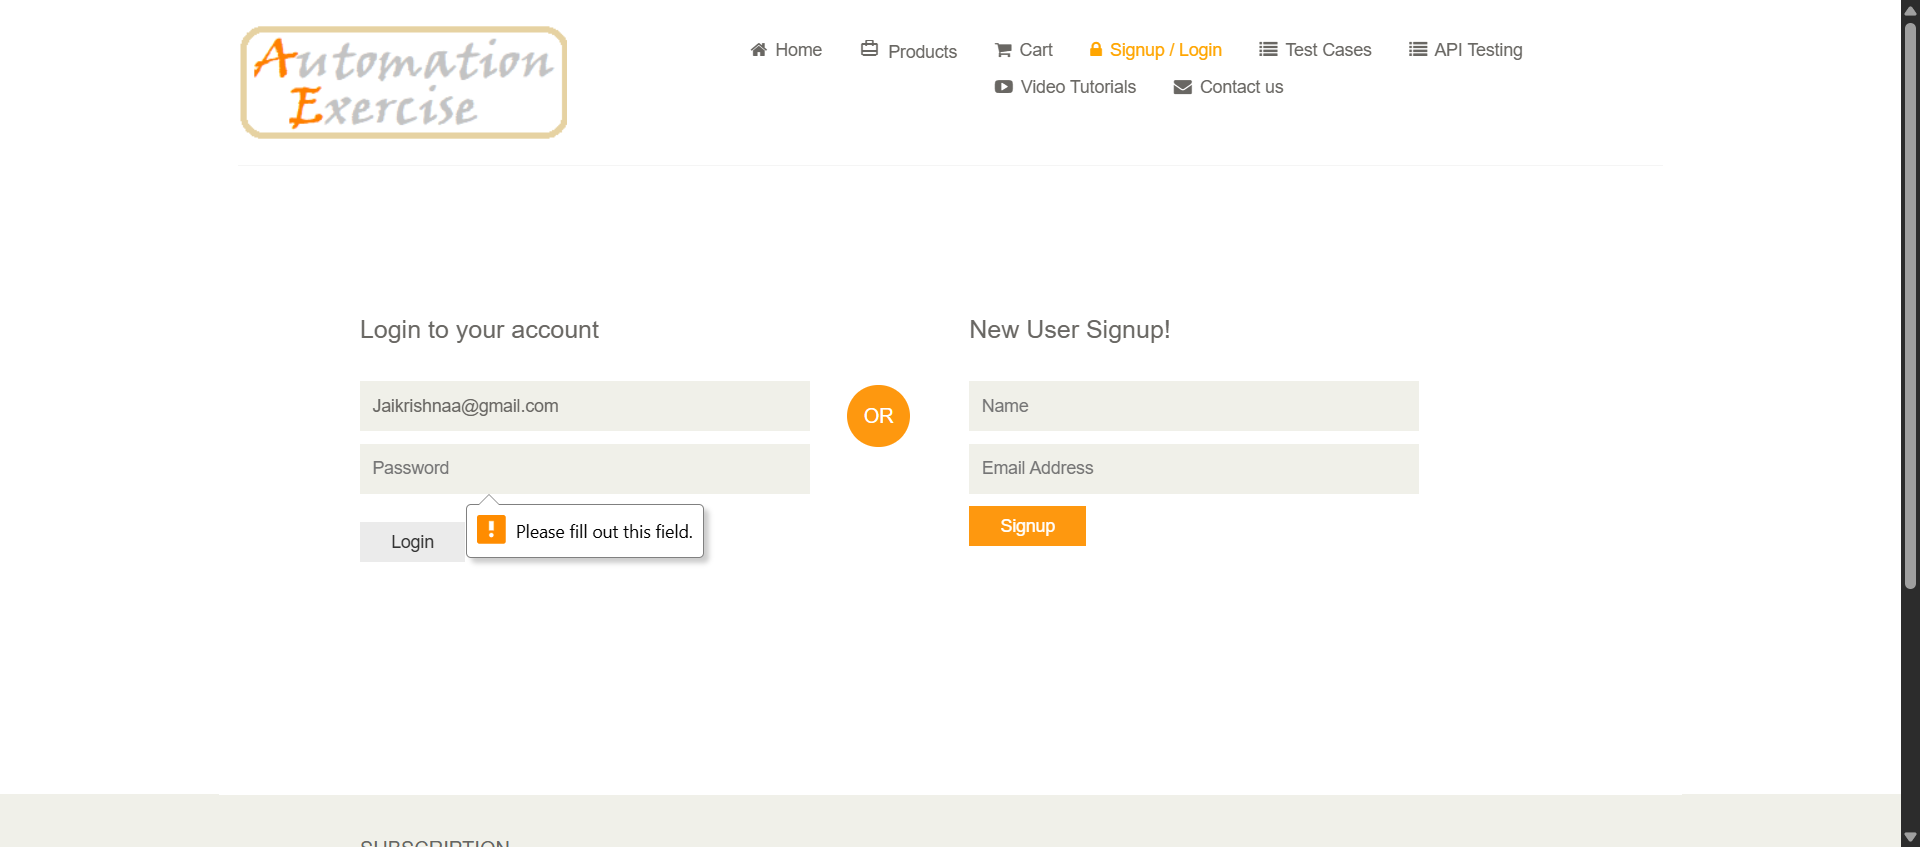 Automation
Exercise
Home
Products
Cart
Signup / Login
Test Cases
API Testing
Video Tutorials
Contact us
Login to your account
Jaikrishnaa@gmail.com
Password
Please fill out this field.
Login
OR
New User Signup!
Name
Email Address
Signup
SUBSCRIPTION